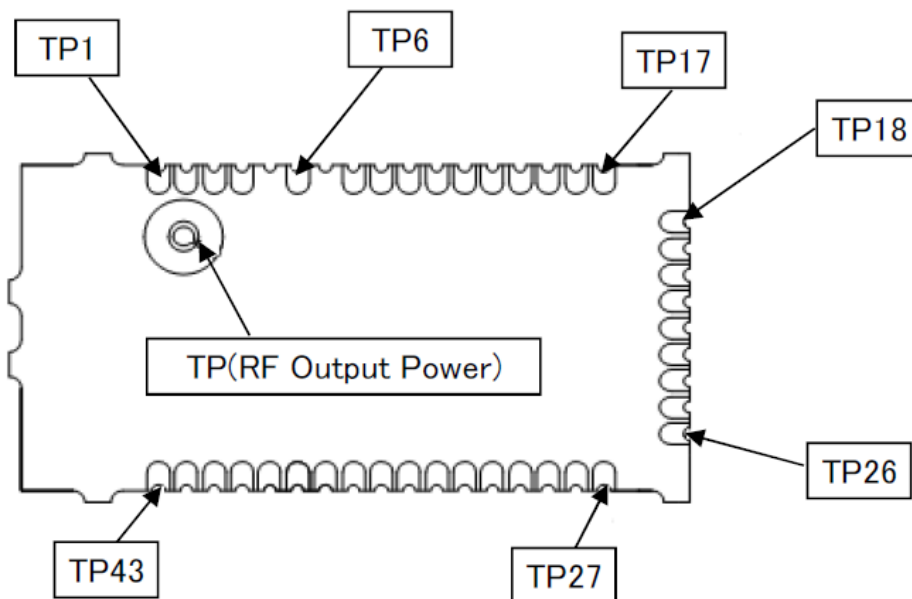 TP1
TP6
TP17
TP18
TP(RF Output Power)
TP26
TP43
TP27